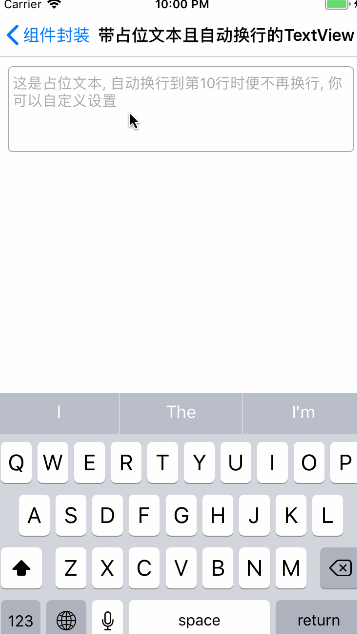 Carrier 10:00 PM
组件封装 带占位文本且自动换行的TextView
这是占位文本, 自动换行到第10行时便不再换行, 你
可以自定义设置
I The I'm
Q W E R T Y U I O P
A S D F G H J K L
Z X C V B N M
123 space return